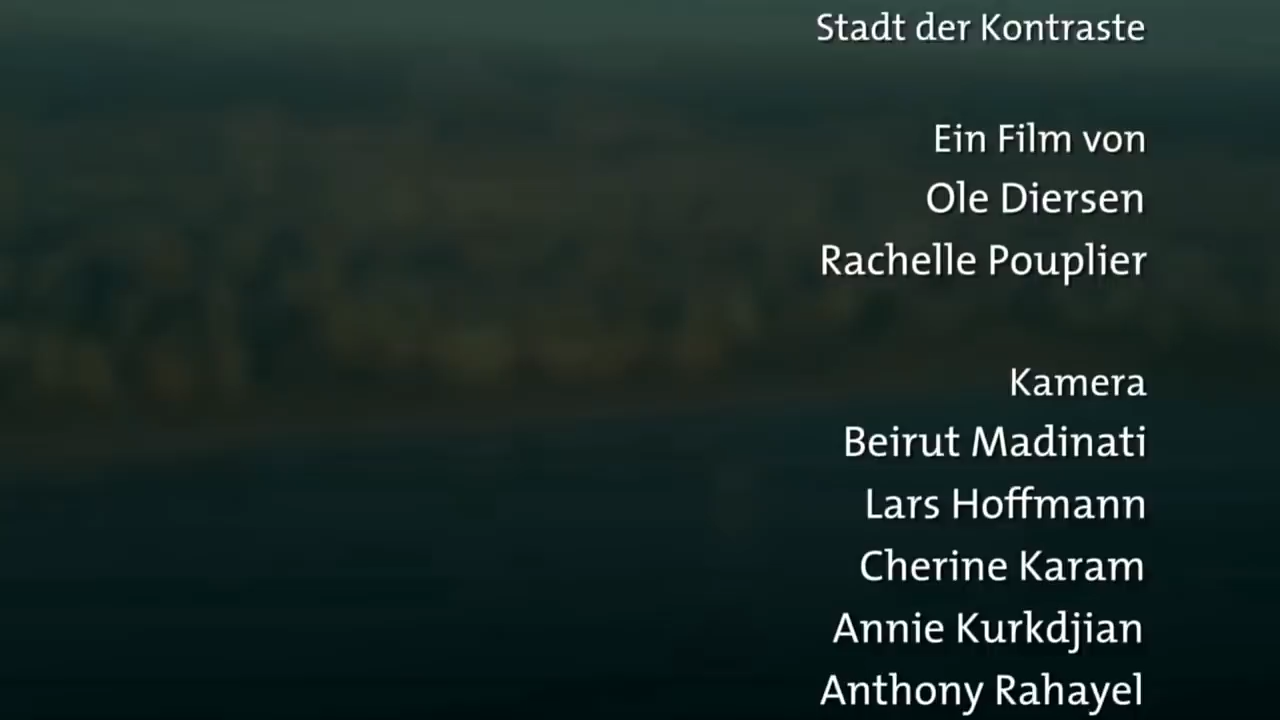 Stadt der Kontraste
Ein Film von
Ole Diersen
Rachelle Pouplier
Kamera
Beirut Madinati
Lars Hoffmann
Cherine Karam
Annie Kurkdjian
Anthony Rahayel